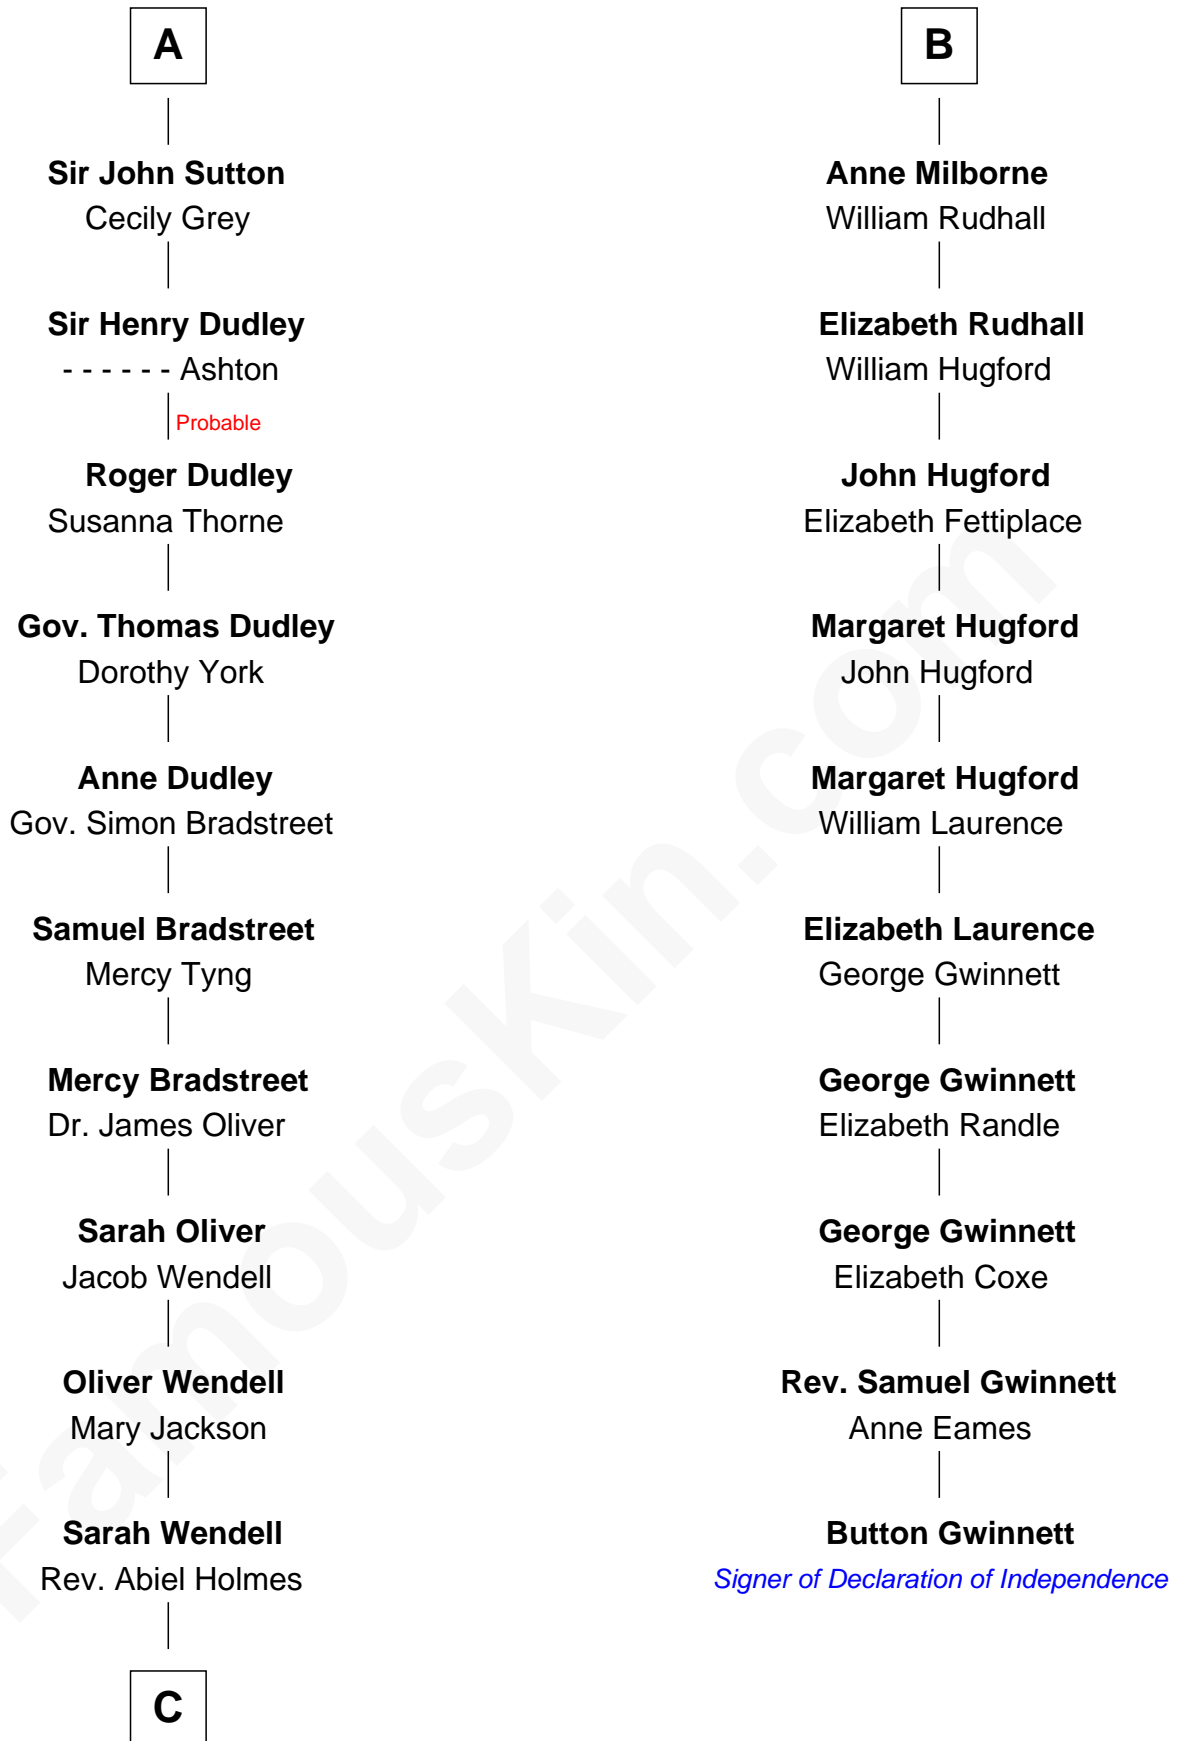 A
Sir John Sutton
Cecily Grey
Sir Henry Dudley
- - - - - - Ashton
Probable
Roger Dudley
Susanna Thorne
Gov. Thomas Dudley
Dorothy York
Anne Dudley
Gov. Simon Bradstreet
Samuel Bradstreet
Mercy Tyng
Mercy Bradstreet
Dr. James Oliver
Sarah Oliver
Jacob Wendell
Oliver Wendell
Mary Jackson
Sarah Wendell
Rev. Abiel Holmes
C
B
Anne Milborne
William Rudhall
Elizabeth Rudhall
William Hugford
John Hugford
Elizabeth Fettiplace
Margaret Hugford
John Hugford
Margaret Hugford
William Laurence
Elizabeth Laurence
George Gwinnett
George Gwinnett
Elizabeth Randle
George Gwinnett
Elizabeth Coxe
Rev. Samuel Gwinnett
Anne Eames
Button Gwinnett
Signer of Declaration of Independence
FamousKin.com